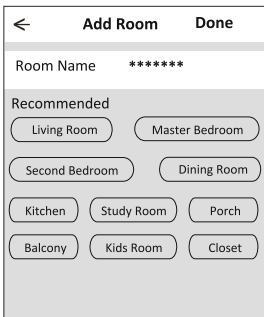 Add Room Done
Room Name *******
Recommended
Living Room Master Bedroom
Second Bedroom Dining Room
Kitchen Study Room Porch
Balcony Kids Room Closet